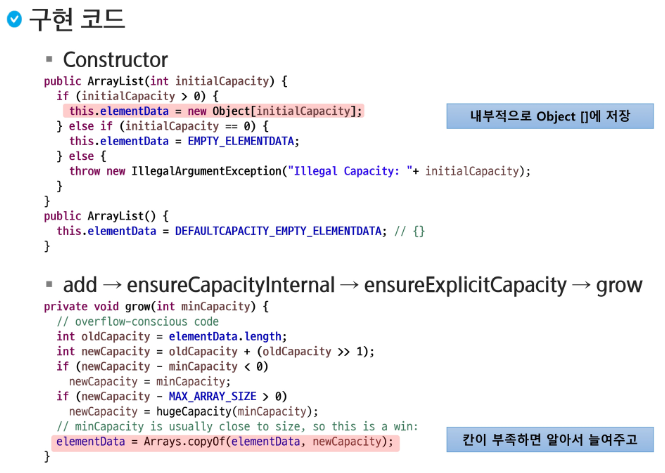 구현 코드
Constructor
public ArrayList(int initialCapacity) {
if (initialCapacity > 0) {
this.elementData = new Object[initialCapacity];
내부적으로 Object []에 저장
} else if (initialCapacity == 0) {
this.elementData = EMPTY_ELEMENTDATA;
} else {
throw new IllegalArgumentException("Illegal Capacity: "+ initialCapacity);
}
}
public ArrayList() {
this.elementData = DEFAULTCAPACITY_EMPTY_ELEMENTDATA; // {}
}
add → ensureCapacityInternal → ensureExplicitCapacity → grow
private void grow(int minCapacity) {
// overflow-conscious code
int oldCapacity = elementData.length;
int newCapacity = oldCapacity + (oldCapacity >> 1);
if (newCapacity - minCapacity < 0)
newCapacity = minCapacity;
if (newCapacity - MAX_ARRAY_SIZE > 0)
newCapacity = hugeCapacity(minCapacity);
// minCapacity is usually close to size, so this is a win:
elementData = Arrays.copyOf(elementData, newCapacity);
칸이 부족하면 알아서 늘여주고
}